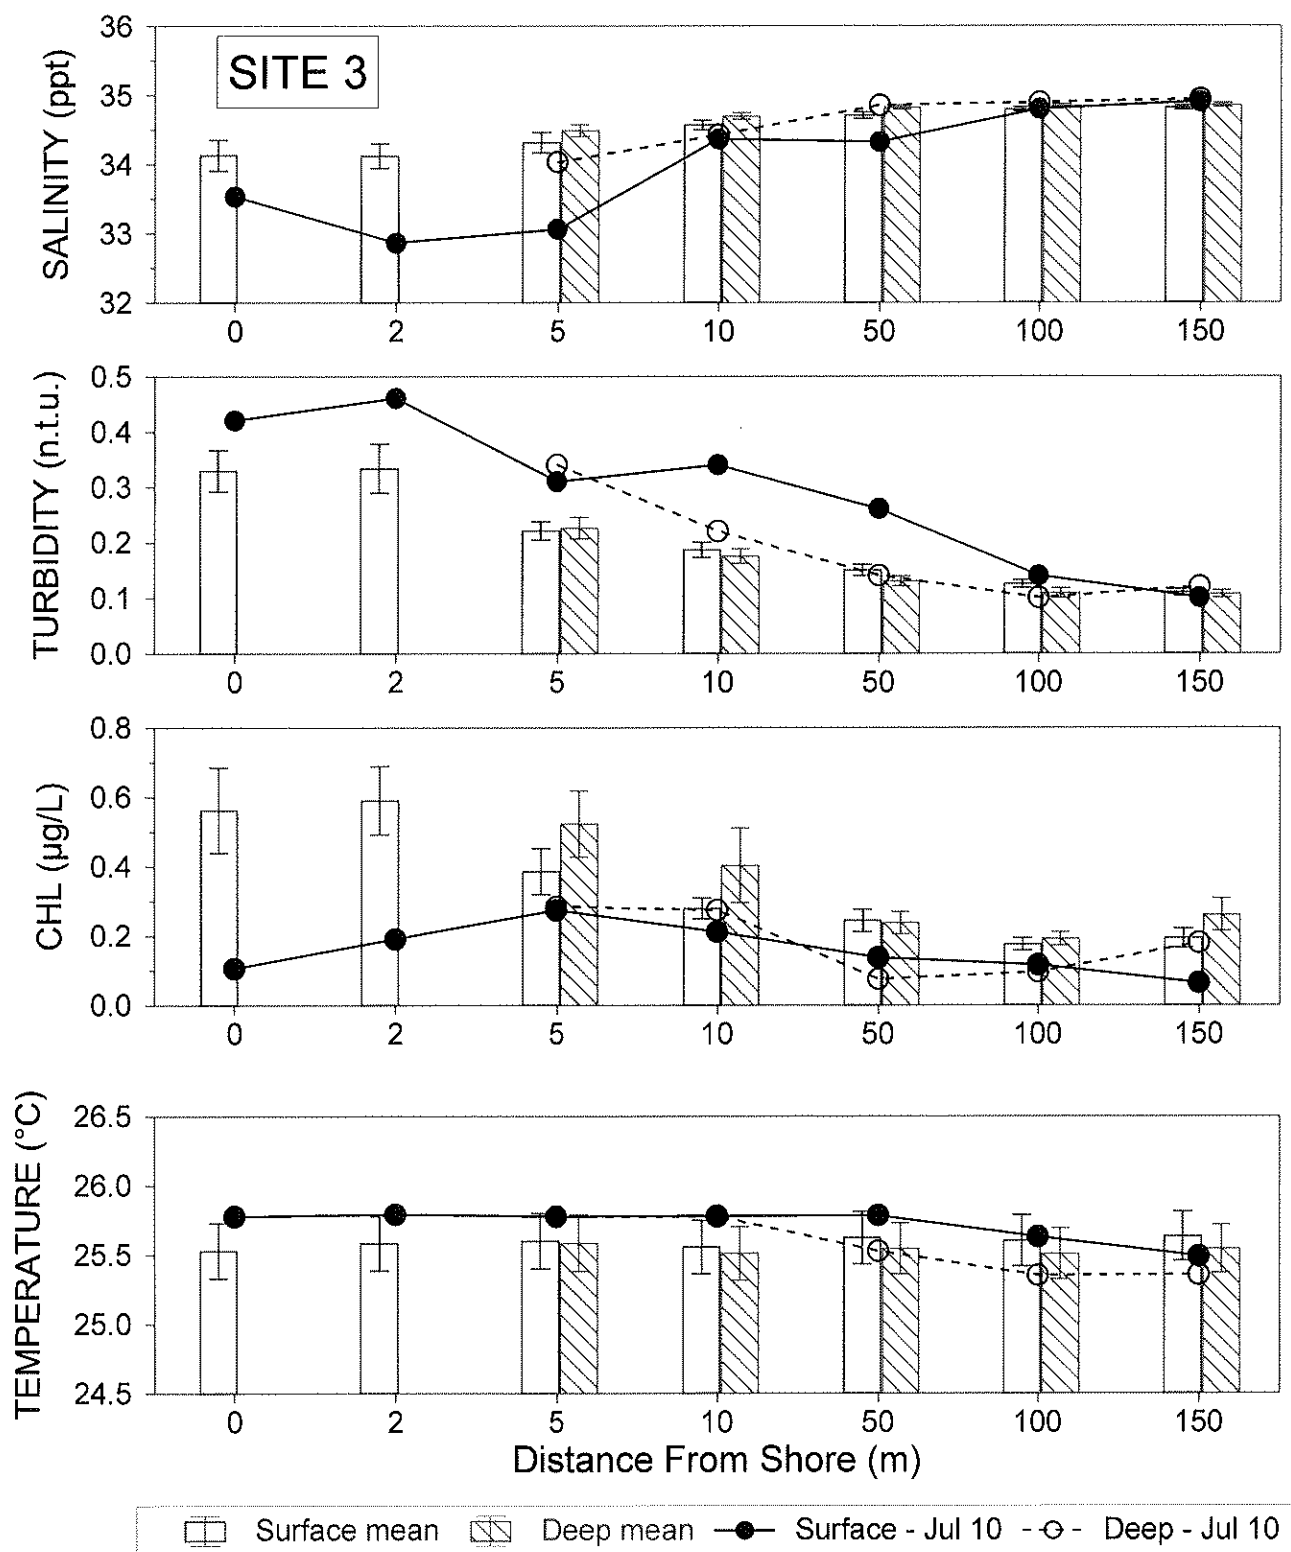 SITE 3
SALINITY (ppt)
36
35
34
33
32
0 2 5 10 50 100 150
TURBIDITY (n.t.u.)
0.5
0.4
0.3
0.2
0.1
0.0
0 2 5 10 50 100 150
CHL (µg/L)
0.8
0.6
0.4
0.2
0.0
0 2 5 10 50 100 150
TEMPERATURE (°C)
26.5
26.0
25.5
25.0
24.5
0 2 5 10 50 100 150
Distance From Shore (m)
Surface mean Deep mean Surface - Jul 10 Deep - Jul 10